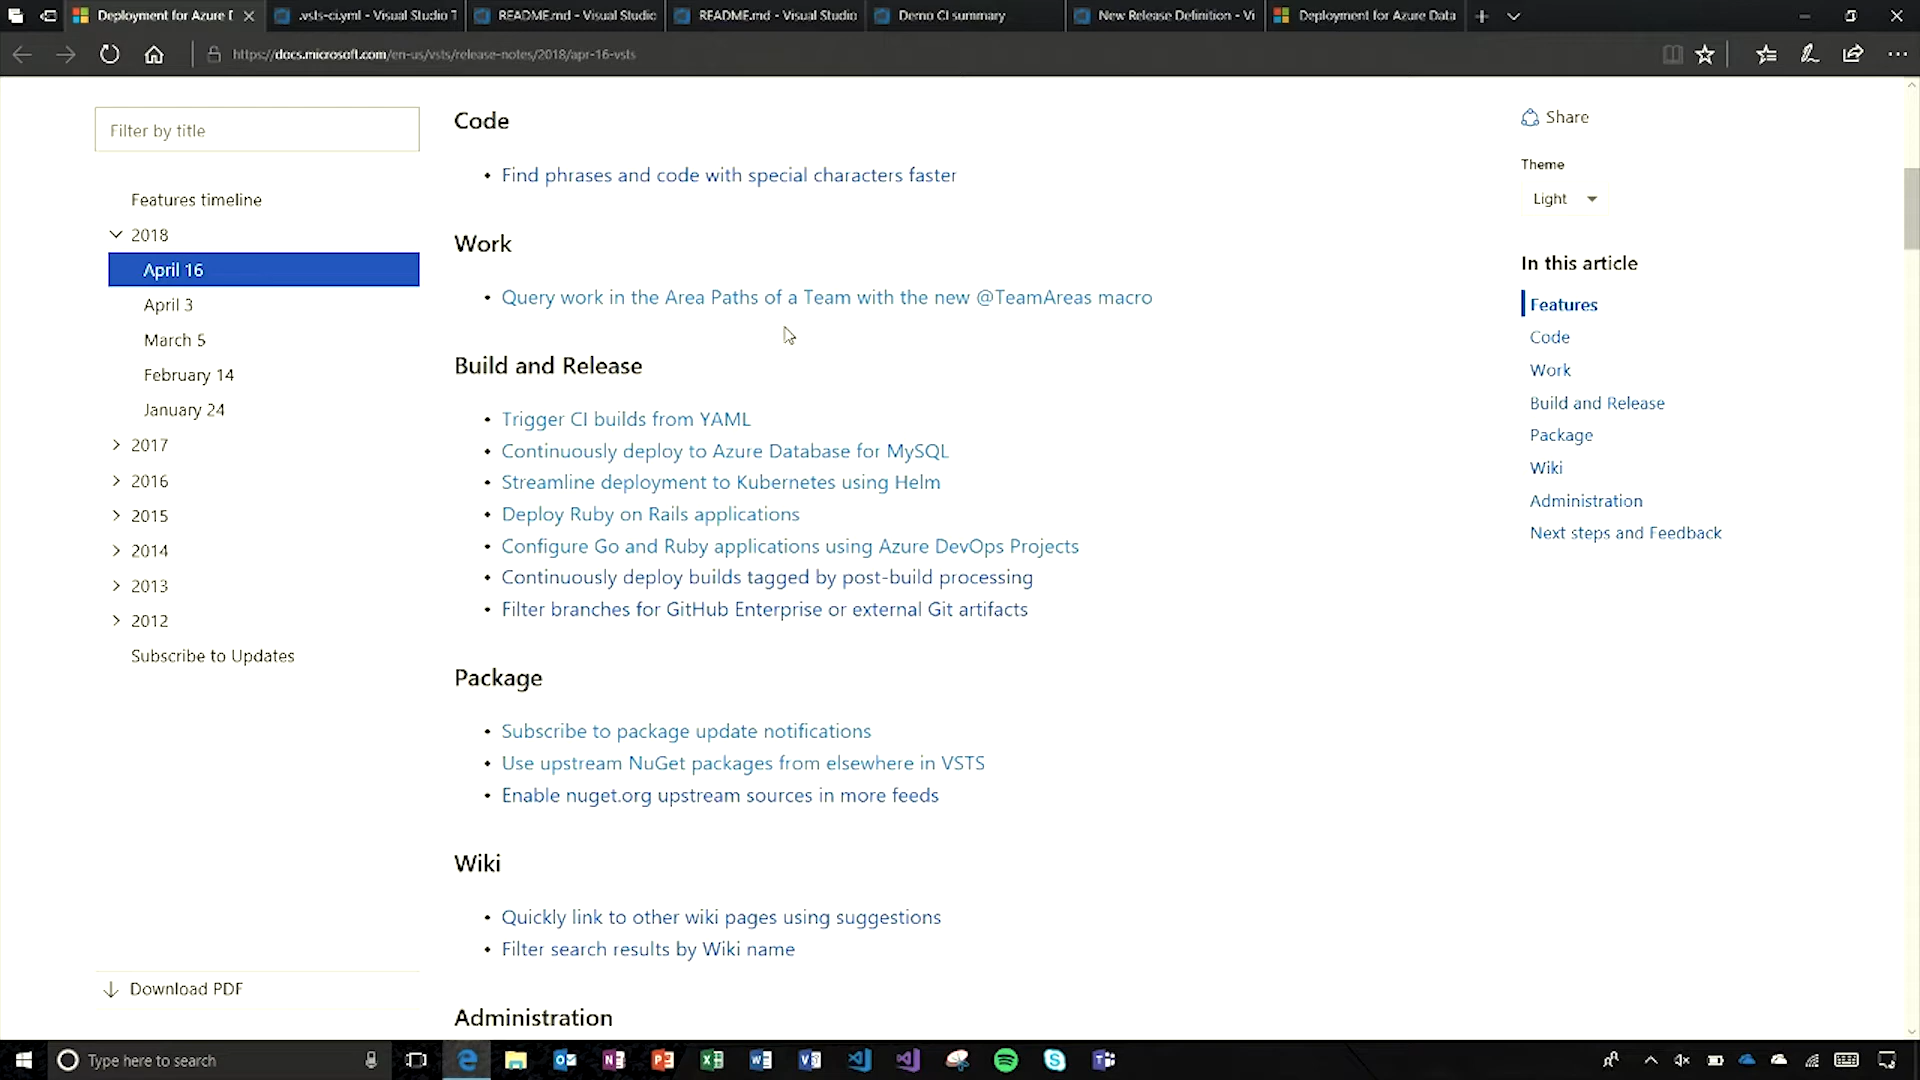 Deployment for Azure D
.vsts-ci.yml - Visual Studio T
README.md - Visual Studio
README.md - Visual Studio
Demo CI summary
New Release Definition - Vi
Deployment for Azure Data
https://docs.microsoft.com/en-us/vsts/release-notes/2018/apr-16-vsts
Filter by title
Features timeline
2018
April 16
April 3
March 5
February 14
January 24
2017
2016
2015
2014
2013
2012
Subscribe to Updates
Download PDF
Code
• Find phrases and code with special characters faster
Work
• Query work in the Area Paths of a Team with the new @TeamAreas macro
Build and Release
• Trigger CI builds from YAML
• Continuously deploy to Azure Database for MySQL
• Streamline deployment to Kubernetes using Helm
• Deploy Ruby on Rails applications
• Configure Go and Ruby applications using Azure DevOps Projects
• Continuously deploy builds tagged by post-build processing
• Filter branches for GitHub Enterprise or external Git artifacts
Package
• Subscribe to package update notifications
• Use upstream NuGet packages from elsewhere in VSTS
• Enable nuget.org upstream sources in more feeds
Wiki
• Quickly link to other wiki pages using suggestions
• Filter search results by Wiki name
Administration
Share
Theme
Light
In this article
Features
Code
Work
Build and Release
Package
Wiki
Administration
Next steps and Feedback
Type here to search